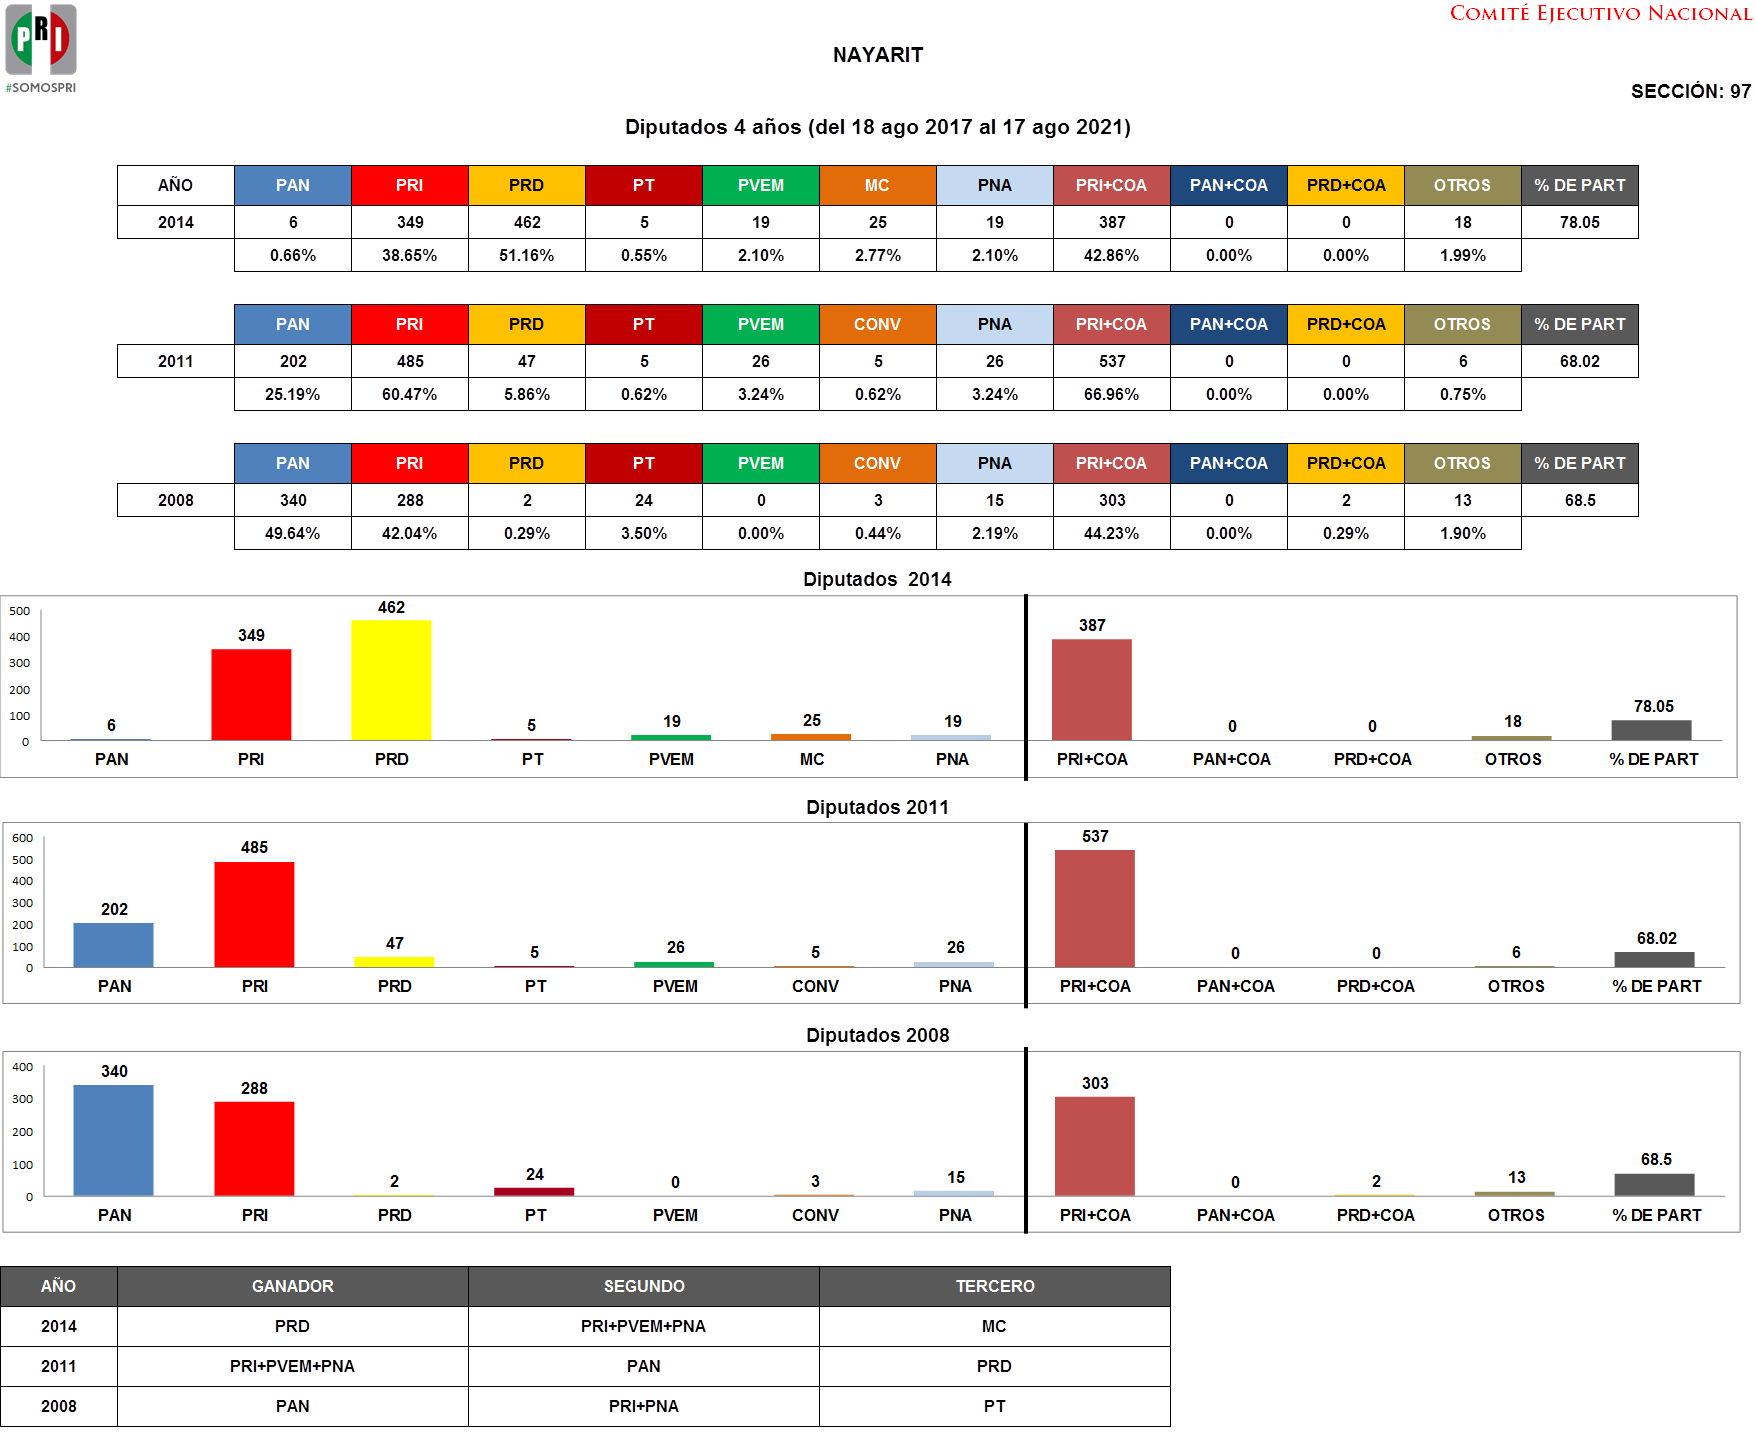 PRI
#SOMOSPRI
COMITÉ EJECUTIVO NACIONAL
NAYARIT
SECCIÓN: 97
Diputados 4 años (del 18 ago 2017 al 17 ago 2021)
AÑO PAN PRI PRD PT PVEM MC PNA PRI+COA PAN+COA PRD+COA OTROS % DE PART
2014 6 349 462 5 19 25 19 387 0 0 18 78.05
0.66% 38.65% 51.16% 0.55% 2.10% 2.77% 2.10% 42.86% 0.00% 0.00% 1.99%
PAN PRI PRD PT PVEM CONV PNA PRI+COA PAN+COA PRD+COA OTROS % DE PART
2011 202 485 47 5 26 5 26 537 0 0 6 68.02
25.19% 60.47% 5.86% 0.62% 3.24% 0.62% 3.24% 66.96% 0.00% 0.00% 0.75%
PAN PRI PRD PT PVEM CONV PNA PRI+COA PAN+COA PRD+COA OTROS % DE PART
2008 340 288 2 24 0 3 15 303 0 2 13 68.5
49.64% 42.04% 0.29% 3.50% 0.00% 0.44% 2.19% 44.23% 0.00% 0.29% 1.90%
Diputados 2014
500
400
300
200
100
0
6 349 462 5 19 25 19 387 0 0 18 78.05
PAN PRI PRD PT PVEM MC PNA PRI+COA PAN+COA PRD+COA OTROS % DE PART
Diputados 2011
600
500
400
300
200
100
0
202 485 47 5 26 5 26 537 0 0 6 68.02
PAN PRI PRD PT PVEM CONV PNA PRI+COA PAN+COA PRD+COA OTROS % DE PART
Diputados 2008
400
300
200
100
0
340 288 2 24 0 3 15 303 0 2 13 68.5
PAN PRI PRD PT PVEM CONV PNA PRI+COA PAN+COA PRD+COA OTROS % DE PART
AÑO GANADOR SEGUNDO TERCERO
2014 PRD PRI+PVEM+PNA MC
2011 PRI+PVEM+PNA PAN PRD
2008 PAN PRI+PNA PT